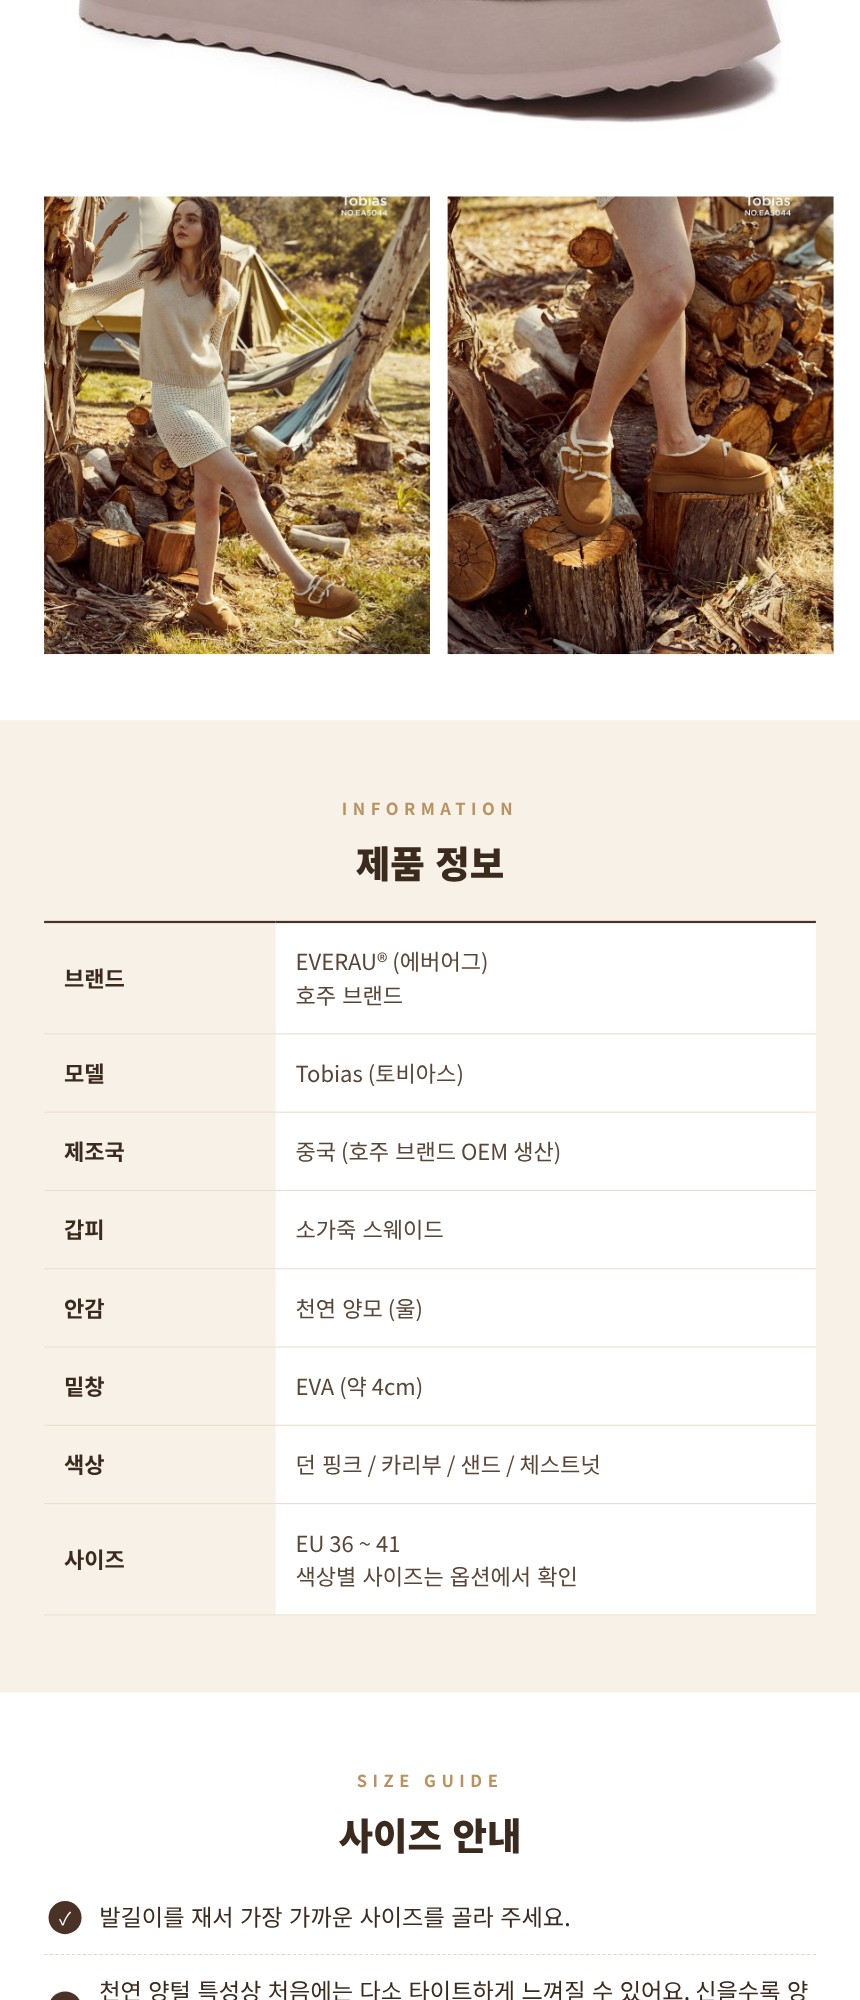 Tobias
NO.EA5044
Tobias
NO.EA5044
INFORMATION
제품 정보
브랜드
EVERAU® (에버어그)
호주 브랜드
모델
Tobias (토비아스)
제조국
중국 (호주 브랜드 OEM 생산)
갑피
소가죽 스웨이드
안감
천연 양모 (울)
밑창
EVA (약 4cm)
색상
던 핑크 / 카리부 / 샌드 / 체스트넛
사이즈
EU 36 ~ 41
색상별 사이즈는 옵션에서 확인
SIZE GUIDE
사이즈 안내
발길이를 재서 가장 가까운 사이즈를 골라 주세요.
천연 양털 특성상 처음에는 다소 타이트하게 느껴질 수 있어요. 신을수록 양